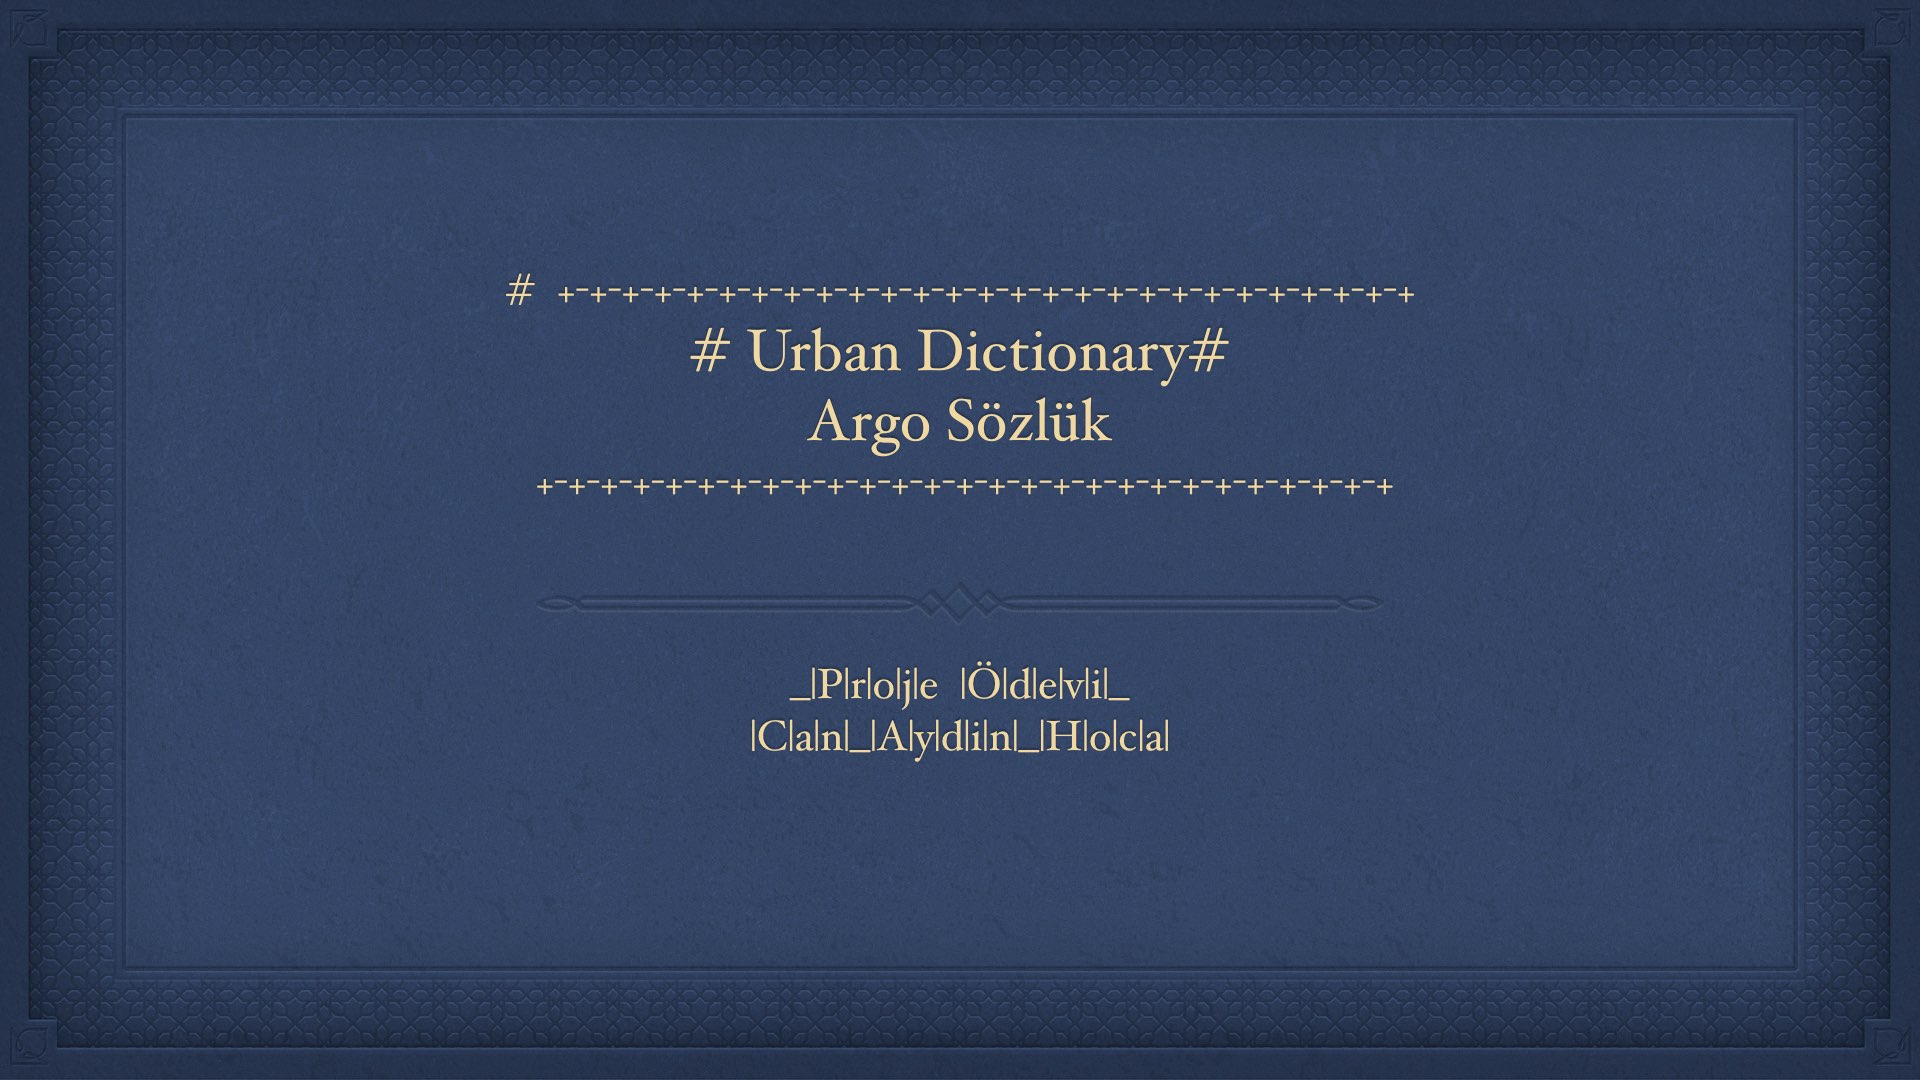 # +-+-+-+-+-+-+-+-+-+-+-+-+-+-+-+-+-+-+-+-+-+-+-+-+-+-+
# Urban Dictionary#
Argo Sözlük
+-+-+-+-+-+-+-+-+-+-+-+-+-+-+-+-+-+-+-+-+-+-+-+-+-+-+
_|P|r|o|j|e |Ö|d|e|v|i|_
|C|a|n|_|A|y|d|i|n|_|H|o|c|a|